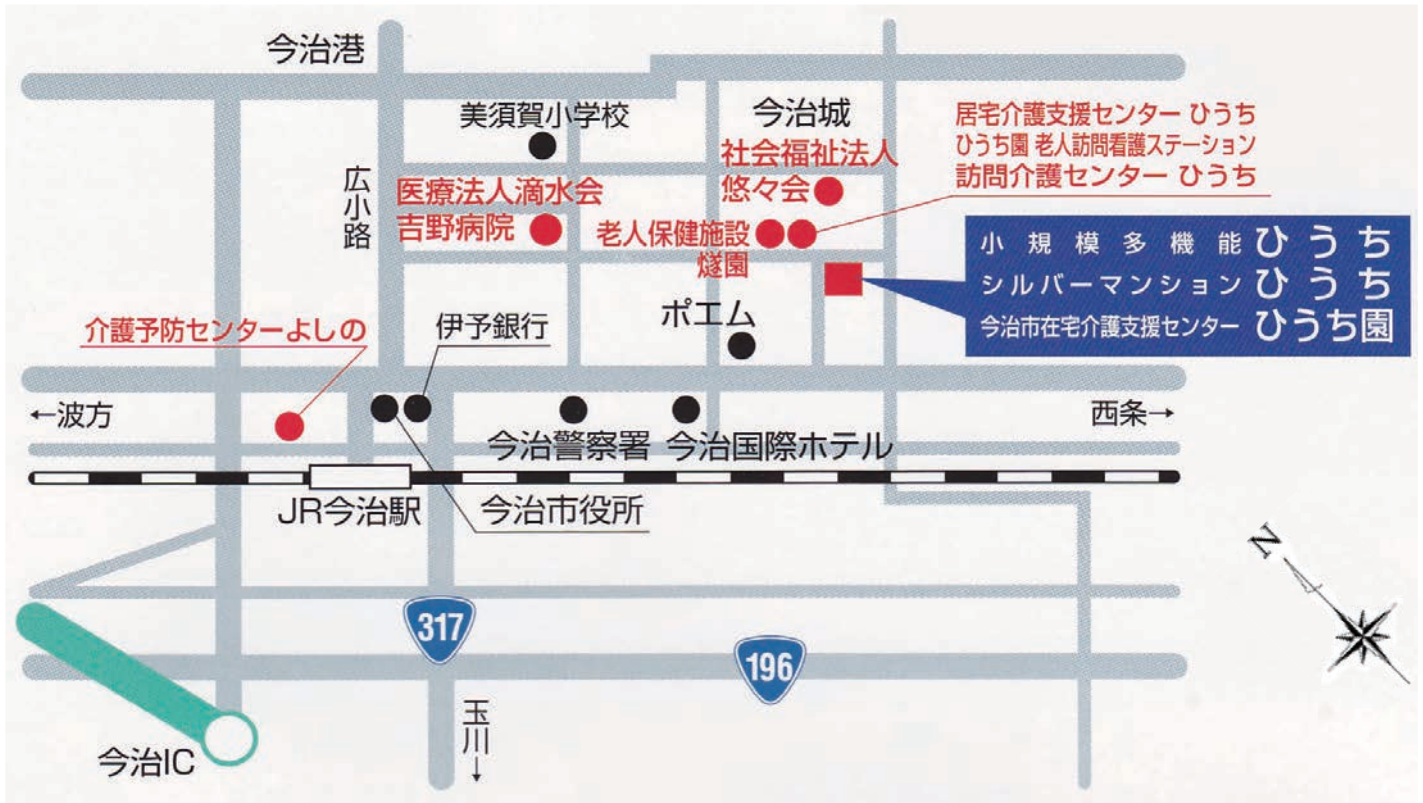 今治港
美須賀小学校
今治城
居宅介護支援センター ひうち
ひうち園 老人訪問看護ステーション
訪問介護センター ひうち
社会福祉法人
悠々会
広小路
医療法人滴水会
吉野病院
老人保健施設
燧園
小規模多機能 ひうち
シルバーマンション ひうち
今治市在宅介護支援センター ひうち園
介護予防センターよしの
伊予銀行
ポエム
←波方
西条→
今治警察署
今治国際ホテル
JR今治駅
今治市役所
N
317
196
玉川→
今治IC